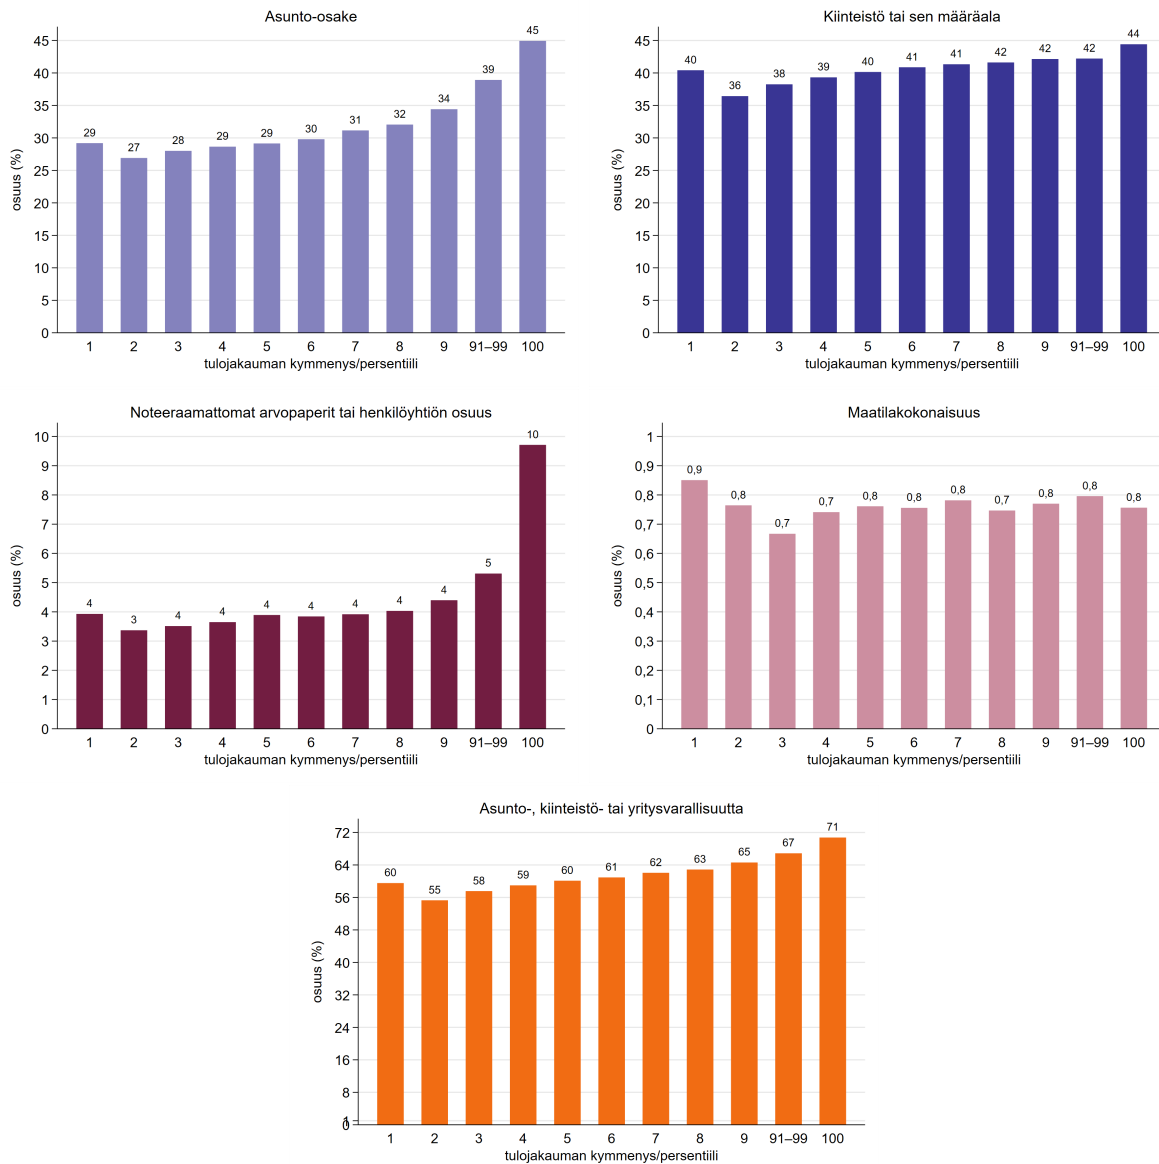 Asunto-osake
osuus (%)
45
40
35
30
25
20
15
10
5
0
29 27 28 29 29 30 31 32 34 39 45
1 2 3 4 5 6 7 8 9 91–99 100
tulojakauman kymmenys/persentiili
Kiinteistö tai sen määräala
osuus (%)
45
40
35
30
25
20
15
10
5
0
40 36 38 39 40 41 41 42 42 42 44
1 2 3 4 5 6 7 8 9 91–99 100
tulojakauman kymmenys/persentiili
Noteeraamattomat arvopaperit tai henkilöyhtiön osuus
osuus (%)
10
9
8
7
6
5
4
3
2
1
0
4 3 4 4 4 4 4 4 4 5 10
1 2 3 4 5 6 7 8 9 91–99 100
tulojakauman kymmenys/persentiili
Maatilakokonaisuus
osuus (%)
1
0,9
0,8
0,7
0,6
0,5
0,4
0,3
0,2
0,1
0
0,9 0,8 0,7 0,7 0,8 0,8 0,8 0,7 0,8 0,8 0,8
1 2 3 4 5 6 7 8 9 91–99 100
tulojakauman kymmenys/persentiili
Asunto-, kiinteistö- tai yritysvarallisuutta
osuus (%)
72
64
56
48
40
32
24
16
8
1
0
60 55 58 59 60 61 62 63 65 67 71
1 2 3 4 5 6 7 8 9 91–99 100
tulojakauman kymmenys/persentiili